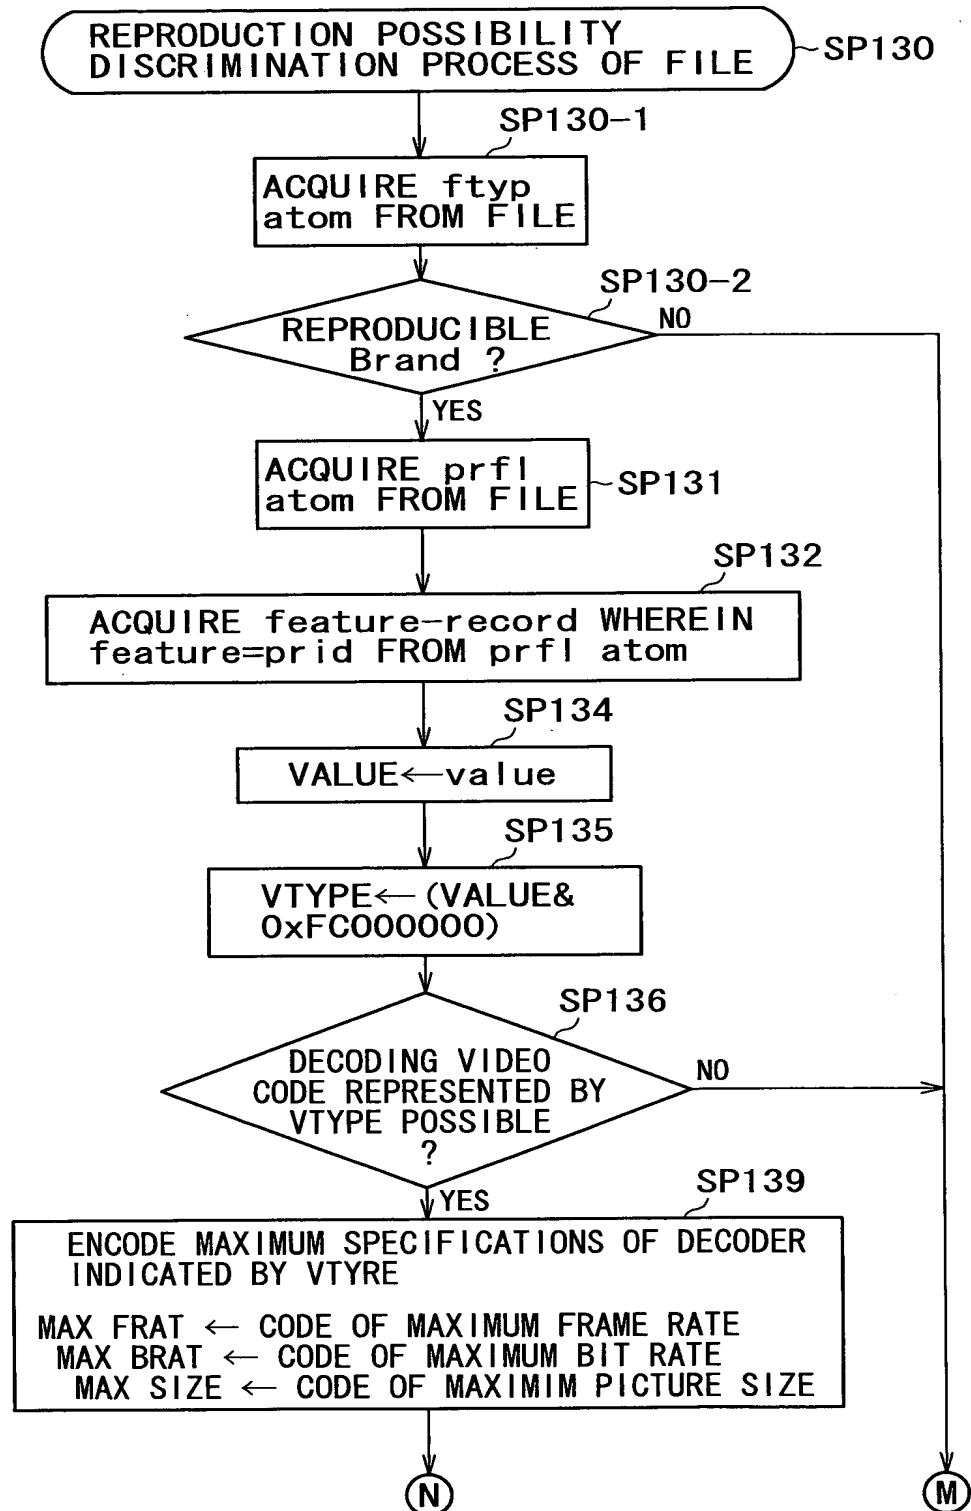 REPRODUCTION POSSIBILITY
DISCRIMINATION PROCESS OF FILE
SP130
SP130-1
ACQUIRE ftyp
atom FROM FILE
SP130-2
REPRODUCIBLE
Brand ?
NO
YES
ACQUIRE prfl
atom FROM FILE
SP131
SP132
ACQUIRE feature-record WHEREIN
feature=prid FROM prfl atom
SP134
VALUE←value
SP135
VTYPE← (VALUE&
0xFC000000)
SP136
DECODING VIDEO
CODE REPRESENTED BY
VTYPE POSSIBLE
?
NO
YES
SP139
ENCODE MAXIMUM SPECIFICATIONS OF DECODER
INDICATED BY VTYRE
MAX FRAT ← CODE OF MAXIMUM FRAME RATE
MAX BRAT ← CODE OF MAXIMUM BIT RATE
MAX SIZE ← CODE OF MAXIMIM PICTURE SIZE
N
M